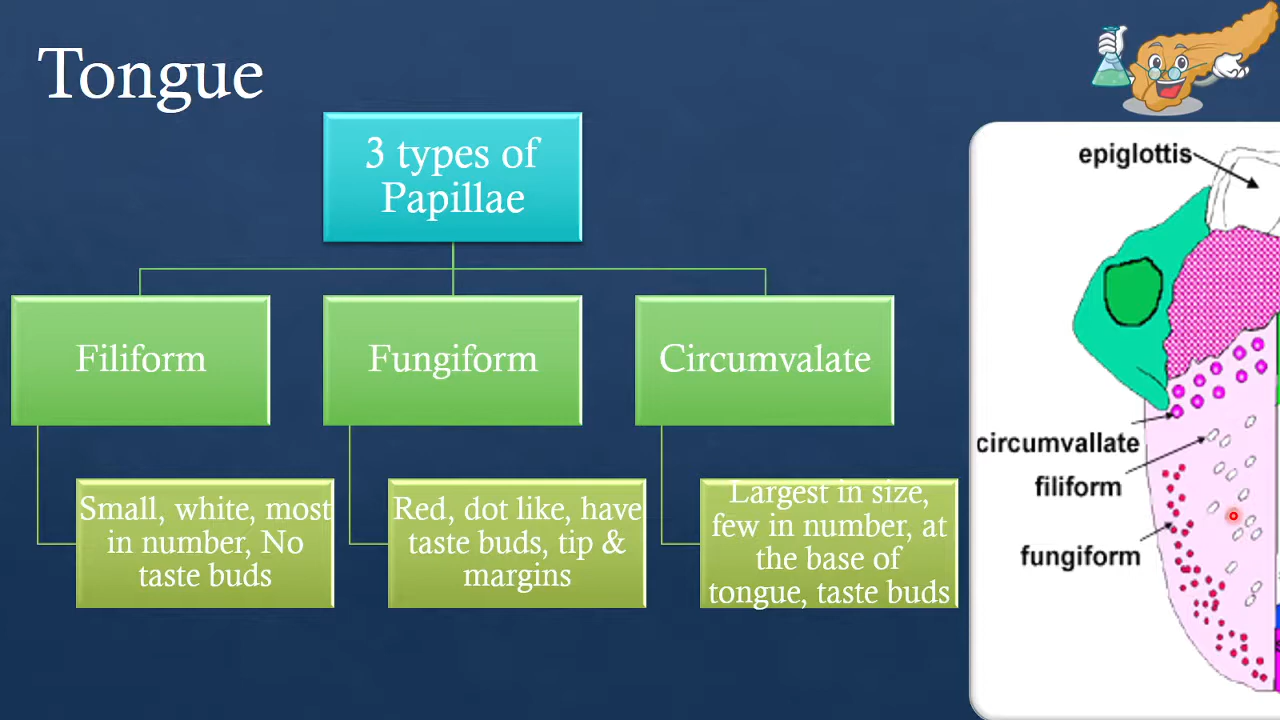 Tongue
3 types of
Papillae
Filiform
Fungiform
Circumvalate
Small, white, most
in number, No
taste buds
Red, dot like, have
taste buds, tip &
margins
Largest in size,
few in number, at
the base of
tongue, taste buds
epiglottis
circumvallate
filiform
fungiform